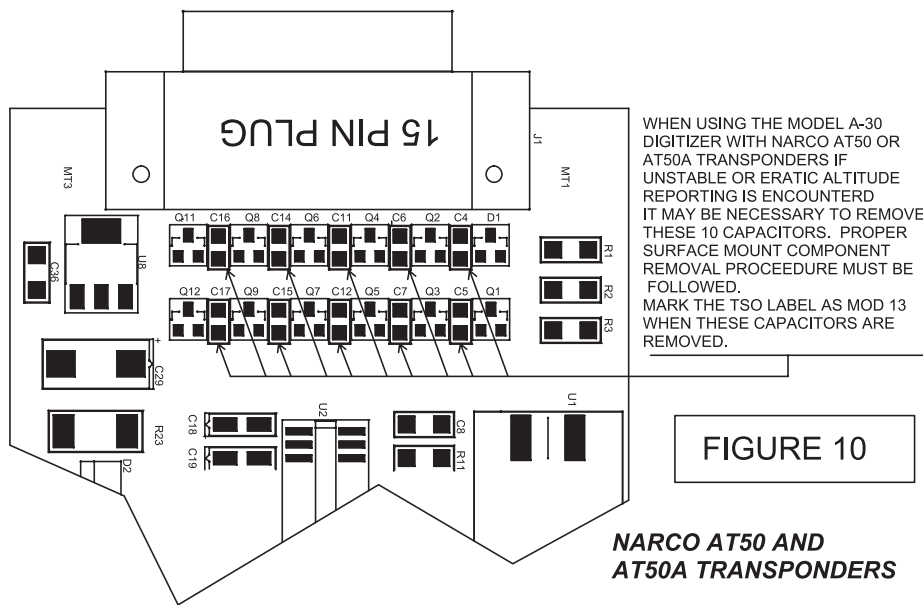 15 PIN PLUG
J1
MT3
MT1
Q11 C16 Q8 C14 Q6 C11 Q4 C6 Q2 C4 D1
C36
U8
R1
Q12 C17 Q9 C15 Q7 C12 Q5 C7 Q3 C5 Q1
R2
R3
+
C29
R23
C18
+
C19
U2
C8
R11
U1
D2
WHEN USING THE MODEL A-30
DIGITIZER WITH NARCO AT50 OR
AT50A TRANSPONDERS IF
UNSTABLE OR ERATIC ALTITUDE
REPORTING IS ENCOUNTERD
IT MAY BE NECESSARY TO REMOVE
THESE 10 CAPACITORS. PROPER
SURFACE MOUNT COMPONENT
REMOVAL PROCEEDURE MUST BE
FOLLOWED.
MARK THE TSO LABEL AS MOD 13
WHEN THESE CAPACITORS ARE
REMOVED.
FIGURE 10
NARCO AT50 AND
AT50A TRANSPONDERS